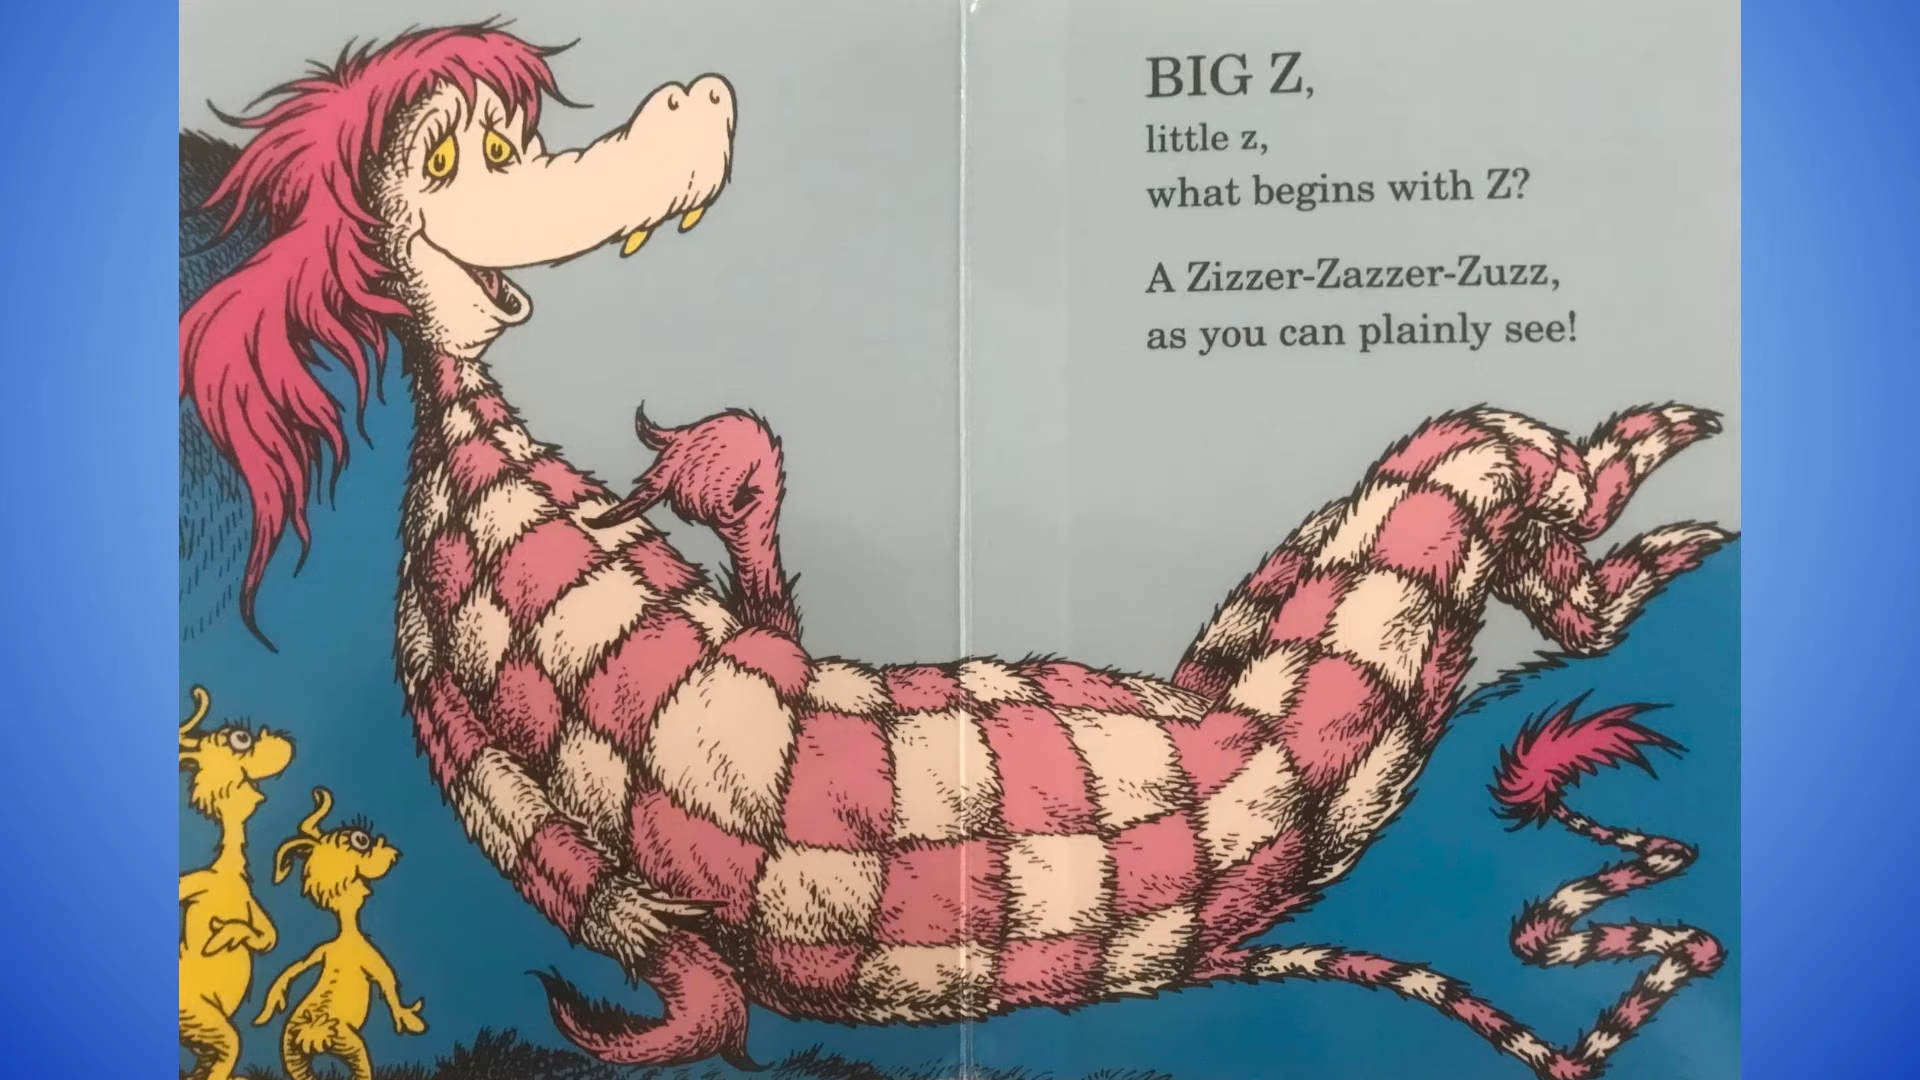 BIG Z,
little z,
what begins with Z?
A Zizzer-Zazzer-Zuzz,
as you can plainly see!